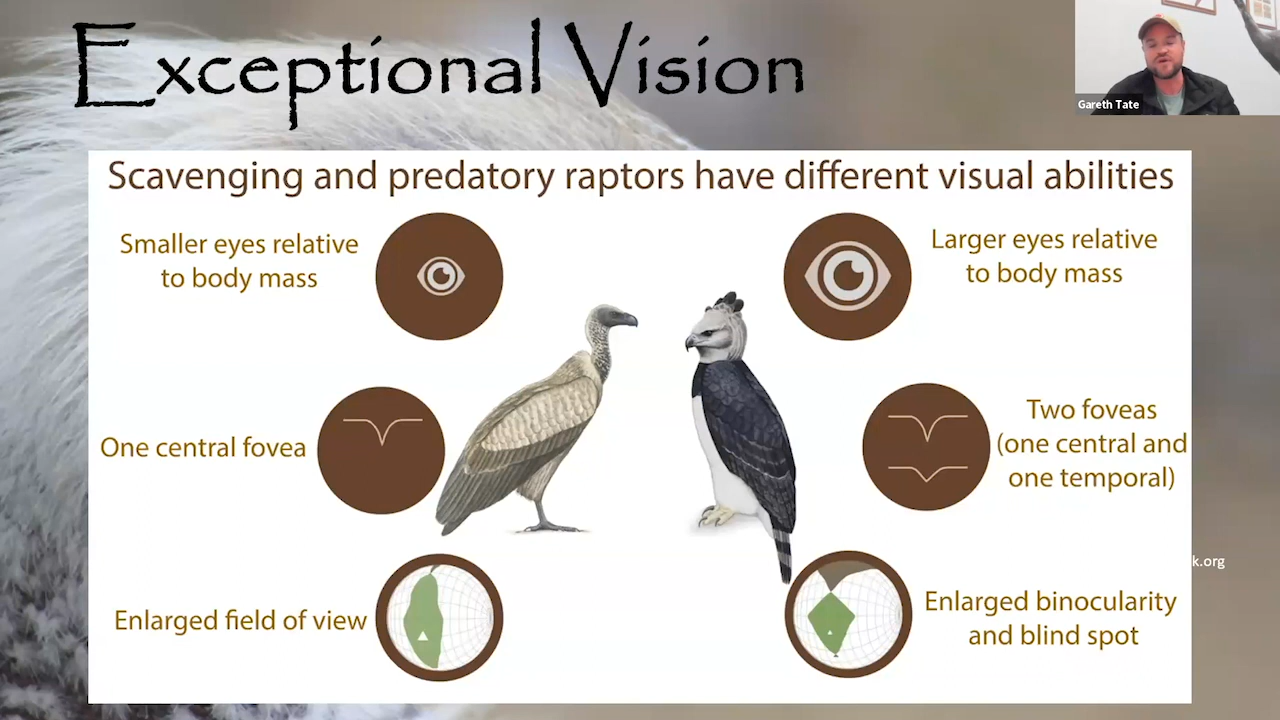 Exceptional Vision
Gareth Tate
Scavenging and predatory raptors have different visual abilities
Smaller eyes relative
to body mass
Larger eyes relative
to body mass
One central fovea
Two foveas
(one central and
one temporal)
k.org
Enlarged field of view
Enlarged binocularity
and blind spot